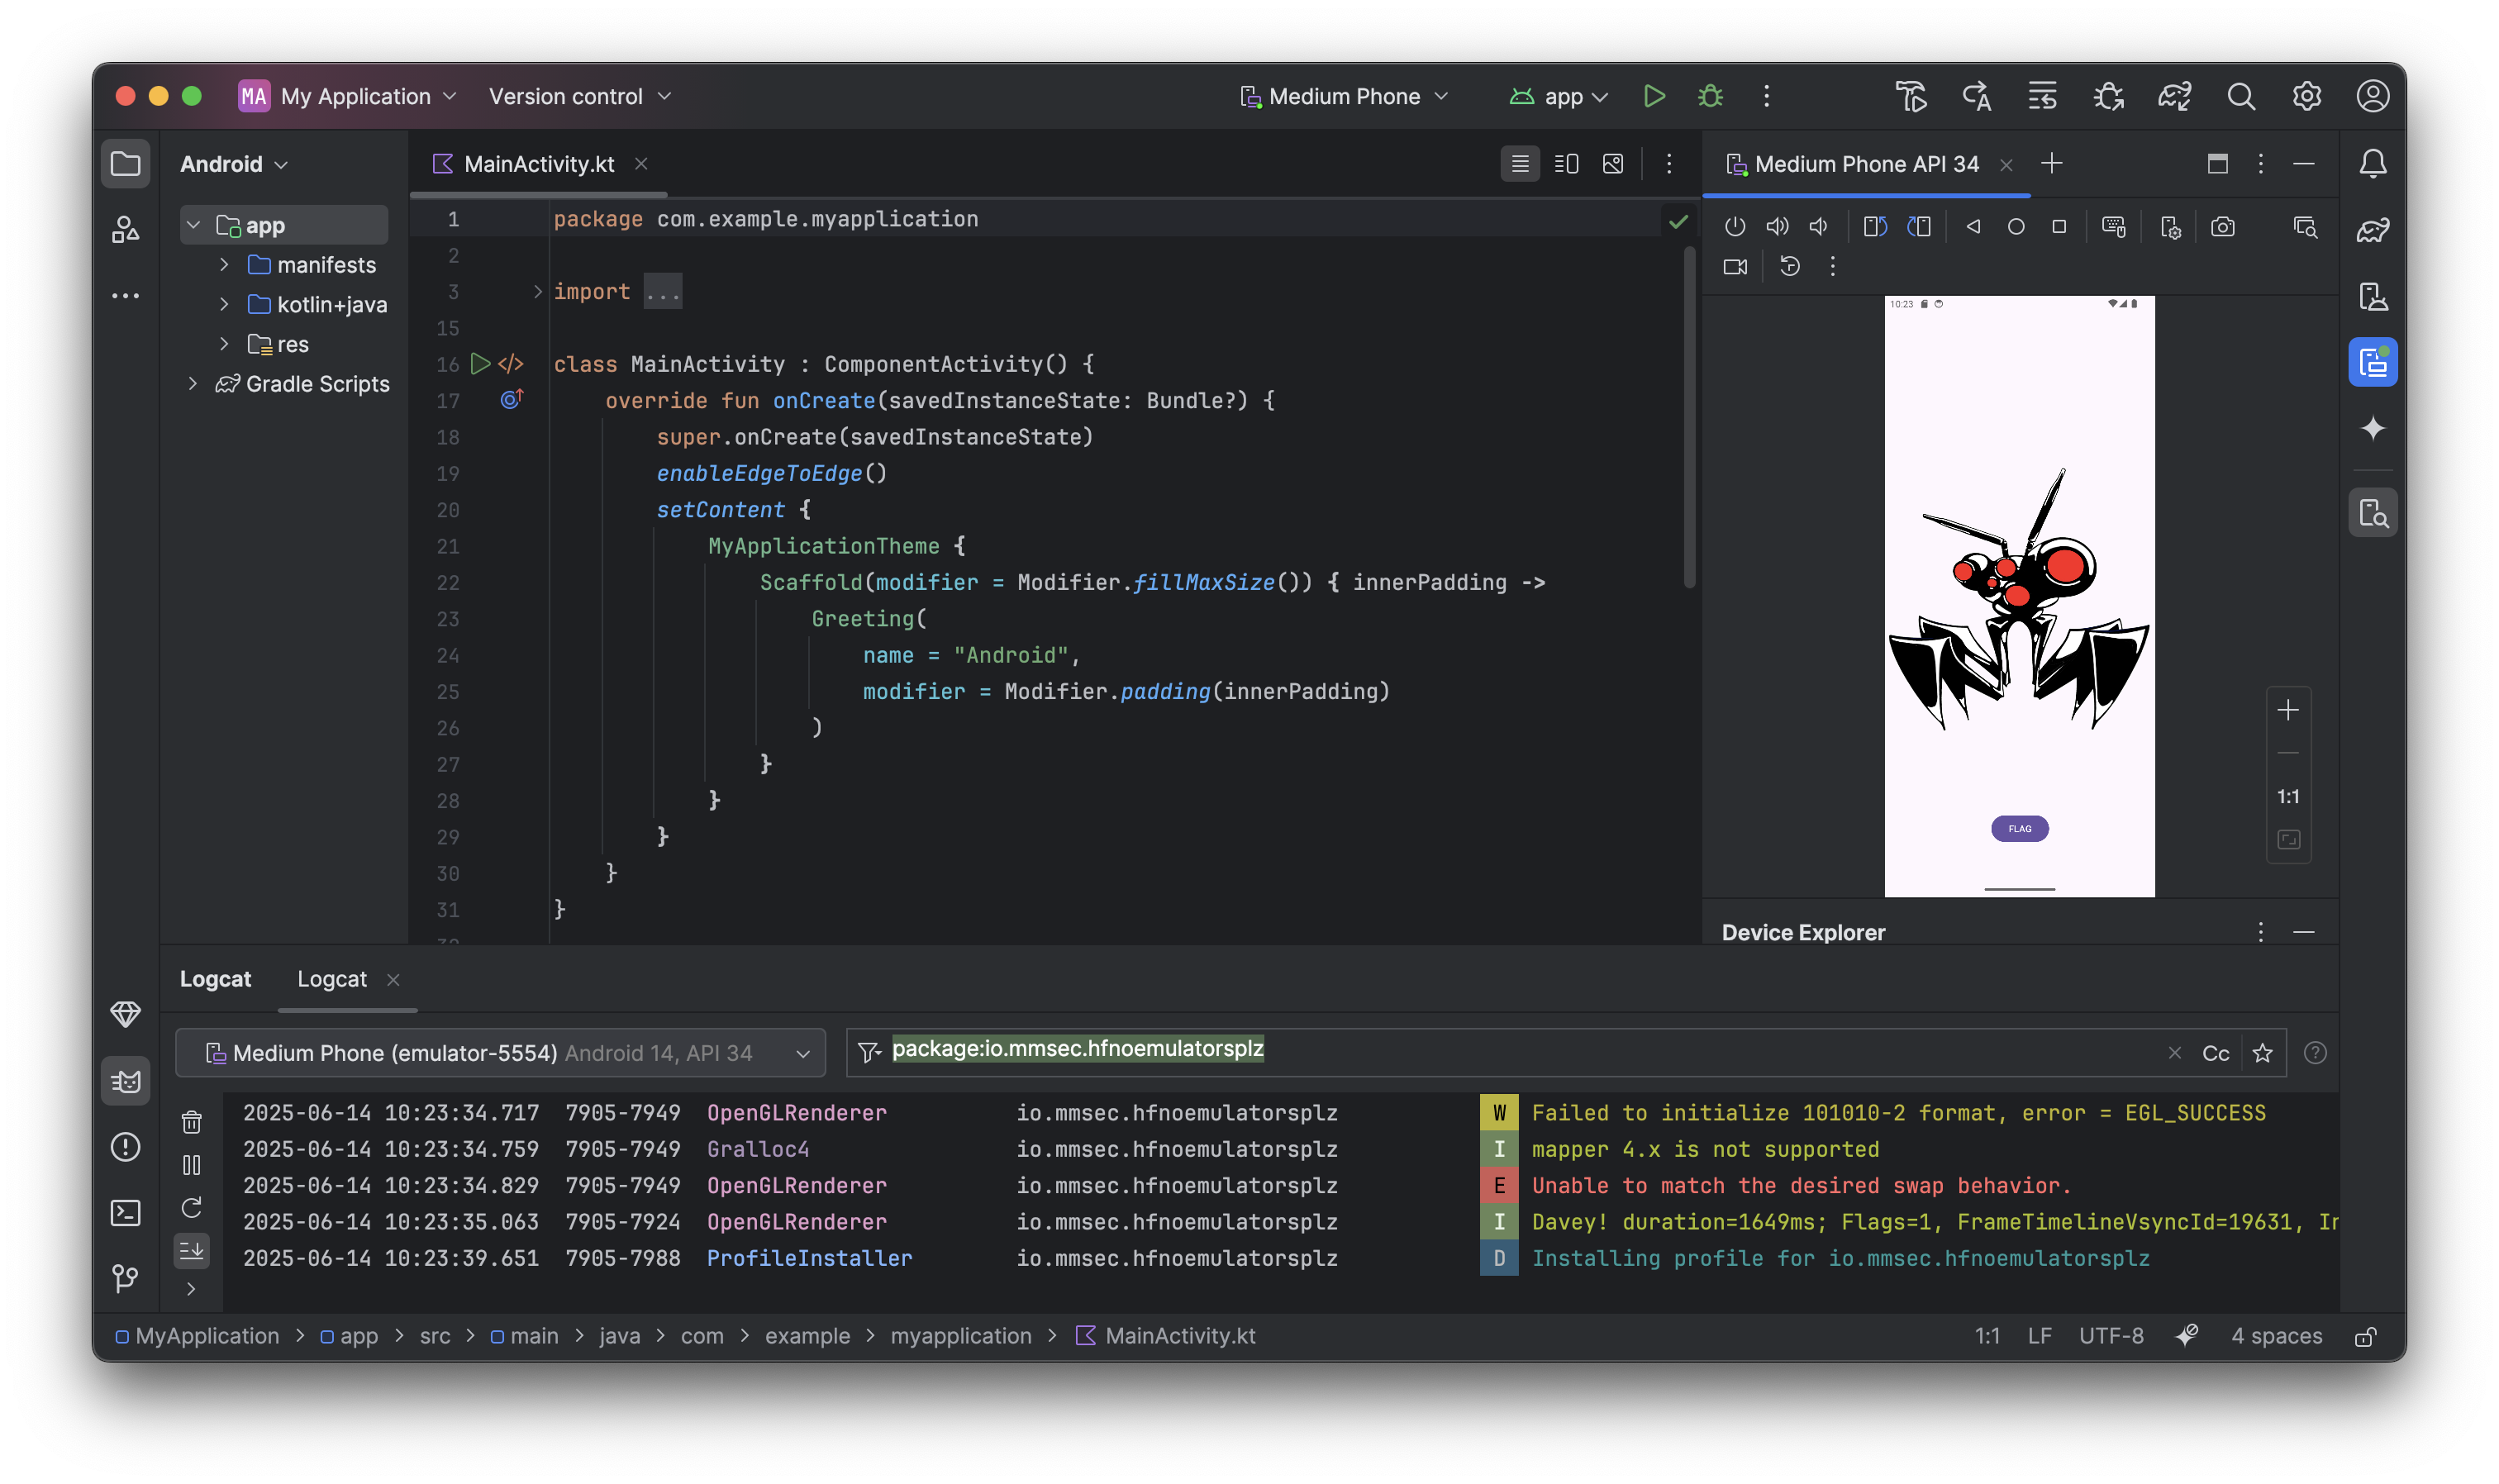 MA My Application Version control Medium Phone app
Android
MainActivity.kt
Medium Phone API 34
app
manifests
kotlin+java
res
Gradle Scripts
1 package com.example.myapplication
2
3 import ...
15
16 class MainActivity : ComponentActivity() {
17 override fun onCreate(savedInstanceState: Bundle?) {
18 super.onCreate(savedInstanceState)
19 enableEdgeToEdge()
20 setContent {
21 MyApplicationTheme {
22 Scaffold(modifier = Modifier.fillMaxSize()) { innerPadding ->
23 Greeting(
24 name = "Android",
25 modifier = Modifier.padding(innerPadding)
26 )
27 }
28 }
29 }
30 }
31 }
32
10:23
FLAG
1:1
Device Explorer
Logcat Logcat
Medium Phone (emulator-5554) Android 14, API 34 package:io.mmsec.hfnoemulatorsplz Cc
2025-06-14 10:23:34.717 7905-7949 OpenGLRenderer io.mmsec.hfnoemulatorsplz W Failed to initialize 101010-2 format, error = EGL_SUCCESS
2025-06-14 10:23:34.759 7905-7949 Gralloc4 io.mmsec.hfnoemulatorsplz I mapper 4.x is not supported
2025-06-14 10:23:34.829 7905-7949 OpenGLRenderer io.mmsec.hfnoemulatorsplz E Unable to match the desired swap behavior.
2025-06-14 10:23:35.063 7905-7924 OpenGLRenderer io.mmsec.hfnoemulatorsplz I Davey! duration=1649ms; Flags=1, FrameTimelineVsyncId=19631, Ir
2025-06-14 10:23:39.651 7905-7988 ProfileInstaller io.mmsec.hfnoemulatorsplz D Installing profile for io.mmsec.hfnoemulatorsplz
MyApplication > app > src > main > java > com > example > myapplication > MainActivity.kt 1:1 LF UTF-8 4 spaces